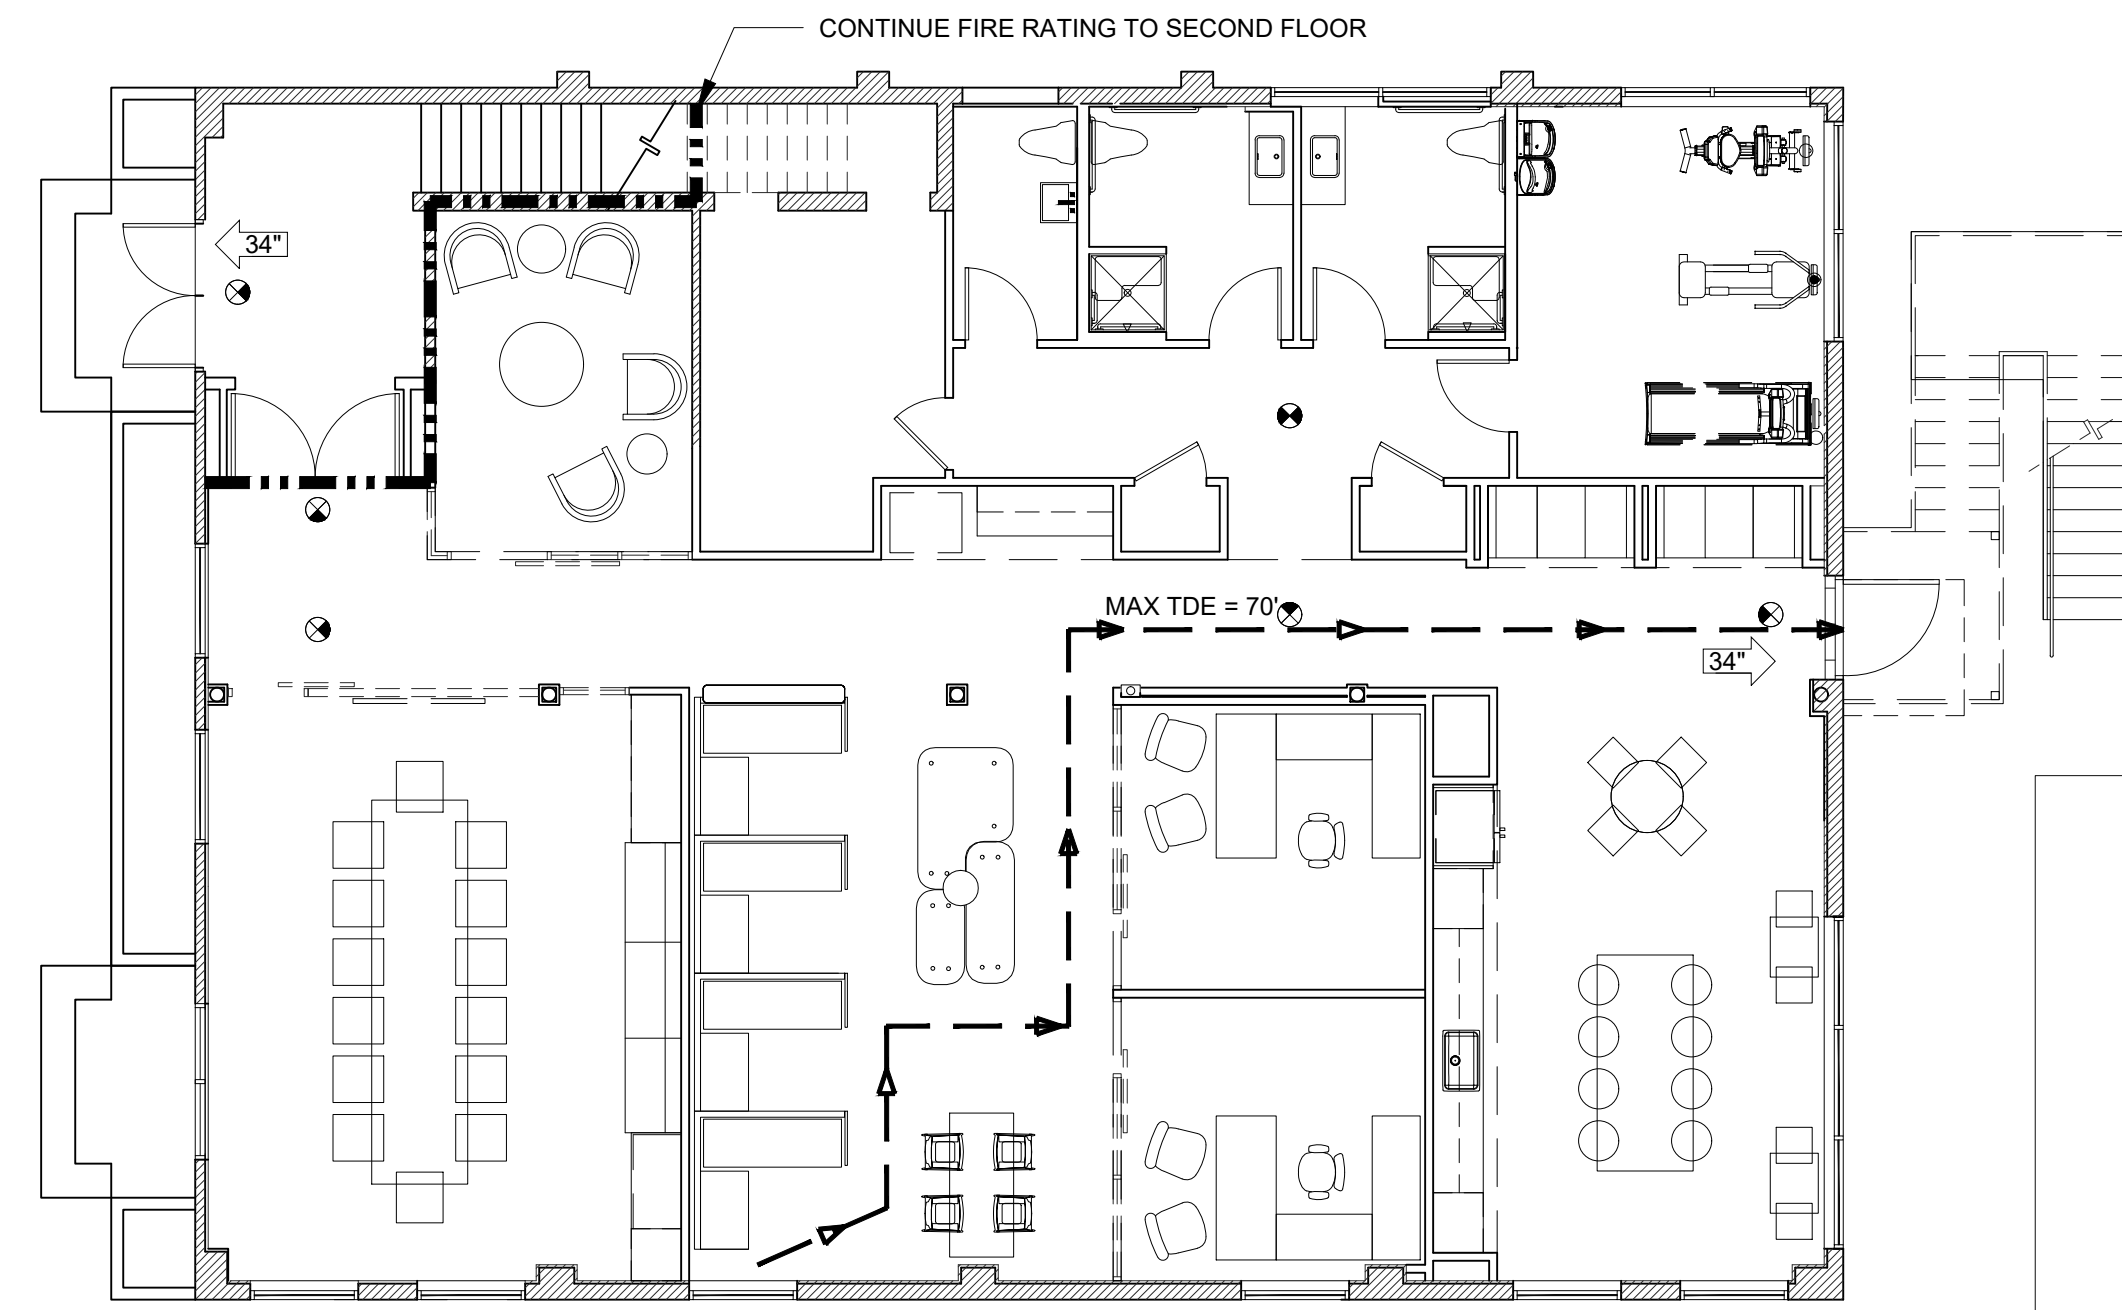 CONTINUE FIRE RATING TO SECOND FLOOR
34"
MAX TDE = 70'
34"